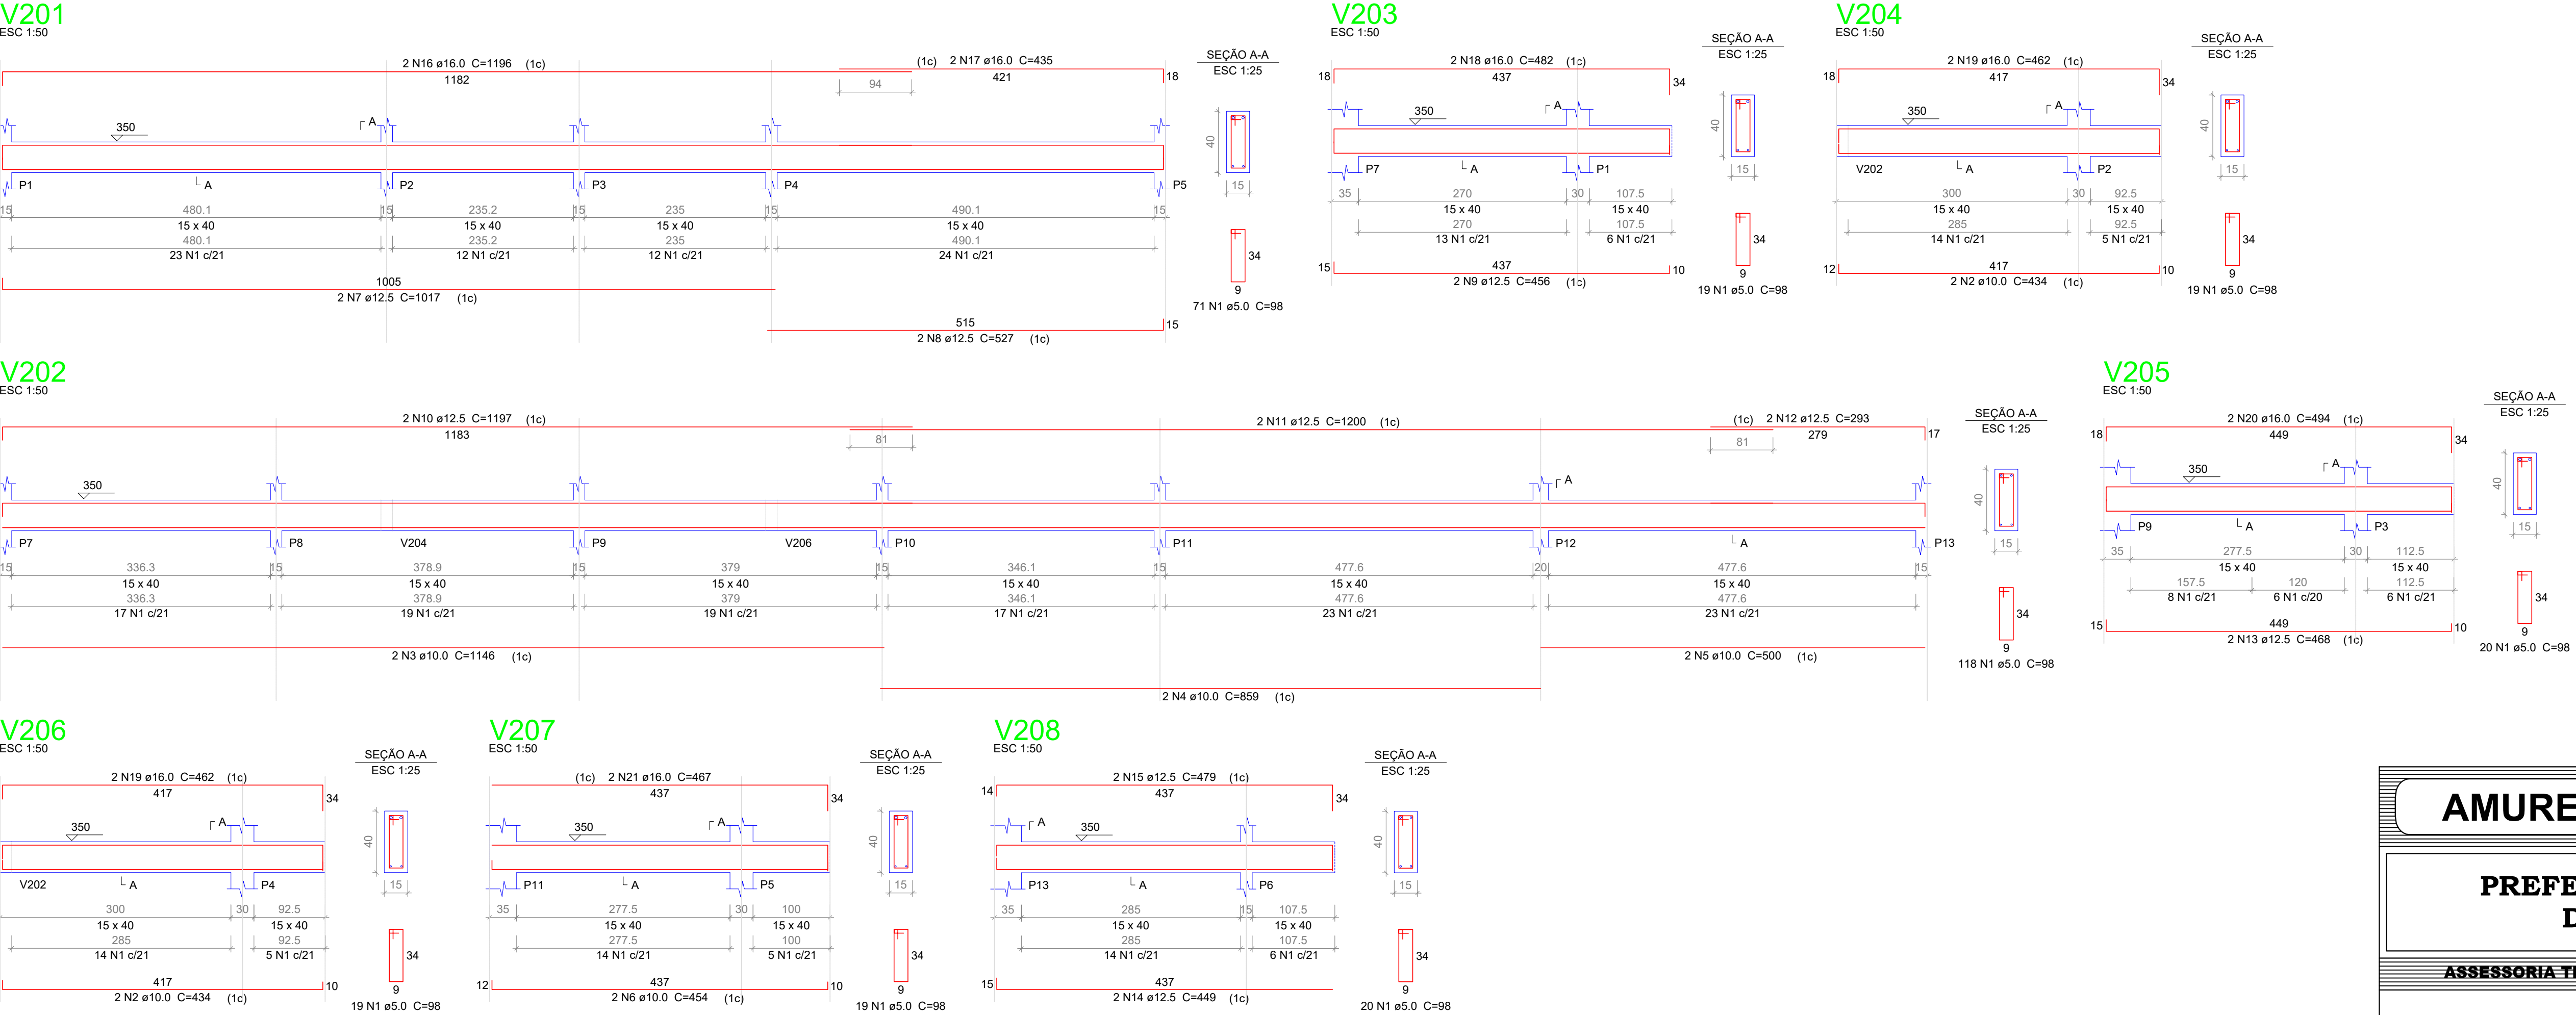 V201
ESC 1:50
2 N16 ø16.0 C=1196 (1c)
1182
(1c) 2 N17 ø16.0 C=435
421
18
94
SEÇÃO A-A
ESC 1:25
350
A
40
15
P1
A
P2
P3
P4
P5
15 480.1 15 235.2 15 235 15 490.1 15
15 x 40 15 x 40 15 x 40 15 x 40
480.1 235.2 235 490.1
23 N1 c/21 12 N1 c/21 12 N1 c/21 24 N1 c/21
34
9
71 N1 ø5.0 C=98
1005
2 N7 ø12.5 C=1017 (1c)
515
15
2 N8 ø12.5 C=527 (1c)
V203
ESC 1:50
2 N18 ø16.0 C=482 (1c)
18 437 34
SEÇÃO A-A
ESC 1:25
350
A
40
15
P7 A P1
35 270 30 107.5
15 x 40 15 x 40
270 107.5
13 N1 c/21 6 N1 c/21
34
9
19 N1 ø5.0 C=98
15 437 10
2 N9 ø12.5 C=456 (1c)
V204
ESC 1:50
2 N19 ø16.0 C=462 (1c)
18 417 34
SEÇÃO A-A
ESC 1:25
350
A
40
15
V202 A P2
300 30 92.5
15 x 40 15 x 40
285 92.5
14 N1 c/21 5 N1 c/21
34
9
19 N1 ø5.0 C=98
12 417 10
2 N2 ø10.0 C=434 (1c)
V202
ESC 1:50
2 N10 ø12.5 C=1197 (1c)
1183
2 N11 ø12.5 C=1200 (1c)
(1c) 2 N12 ø12.5 C=293
279
17
81
81
SEÇÃO A-A
ESC 1:25
350
A
40
15
P7 P8 V204 P9 V206 P10 P11 P12 A P13
15 336.3 15 378.9 15 379 15 346.1 15 477.6 20 477.6 15
15 x 40 15 x 40 15 x 40 15 x 40 15 x 40 15 x 40
336.3 378.9 379 346.1 477.6 477.6
17 N1 c/21 19 N1 c/21 19 N1 c/21 17 N1 c/21 23 N1 c/21 23 N1 c/21
34
9
118 N1 ø5.0 C=98
2 N3 ø10.0 C=1146 (1c)
2 N5 ø10.0 C=500 (1c)
2 N4 ø10.0 C=859 (1c)
V205
ESC 1:50
2 N20 ø16.0 C=494 (1c)
18 449 34
SEÇÃO A-A
ESC 1:25
350
A
40
15
P9 A P3
35 277.5 30 112.5
15 x 40 15 x 40
157.5 120 112.5
8 N1 c/21 6 N1 c/20 6 N1 c/21
34
9
20 N1 ø5.0 C=98
15 449 10
2 N13 ø12.5 C=468 (1c)
V206
ESC 1:50
2 N19 ø16.0 C=462 (1c)
417 34
SEÇÃO A-A
ESC 1:25
350
A
40
15
V202 A P4
300 30 92.5
15 x 40 15 x 40
285 92.5
14 N1 c/21 5 N1 c/21
34
9
19 N1 ø5.0 C=98
417 10
2 N2 ø10.0 C=434 (1c)
V207
ESC 1:50
(1c) 2 N21 ø16.0 C=467
437 34
SEÇÃO A-A
ESC 1:25
350
A
40
15
P11 A P5
35 277.5 30 100
15 x 40 15 x 40
277.5 100
14 N1 c/21 5 N1 c/21
34
9
19 N1 ø5.0 C=98
12 437 10
2 N6 ø10.0 C=454 (1c)
V208
ESC 1:50
2 N15 ø12.5 C=479 (1c)
14 437 34
SEÇÃO A-A
ESC 1:25
A
350
40
15
P13 A P6
35 285 15 107.5
15 x 40 15 x 40
285 107.5
14 N1 c/21 6 N1 c/21
34
9
20 N1 ø5.0 C=98
15 437
2 N14 ø12.5 C=449 (1c)
AMURE
PREFE
D
ASSESSORIA T